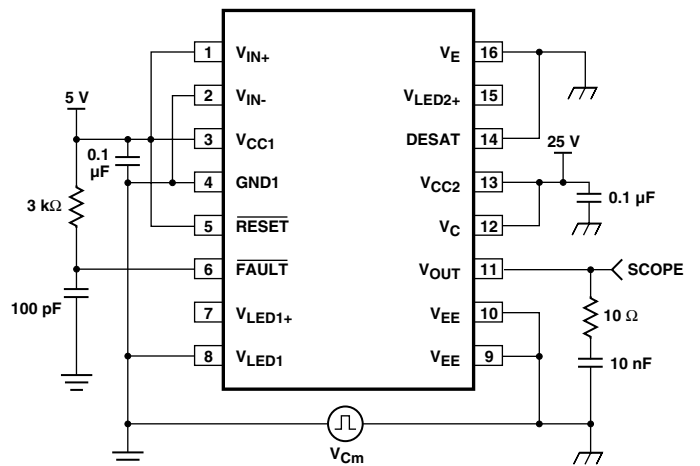 5 V
0.1
µF
3 kΩ
100 pF
1 VIN+
2 VIN-
3 VCC1
4 GND1
5 RESET
6 FAULT
7 VLED1+
8 VLED1
VE 16
VLED2+ 15
DESAT 14
VCC2 13
VC 12
VOUT 11
VEE 10
VEE 9
25 V
0.1 µF
SCOPE
10 Ω
10 nF
VCm